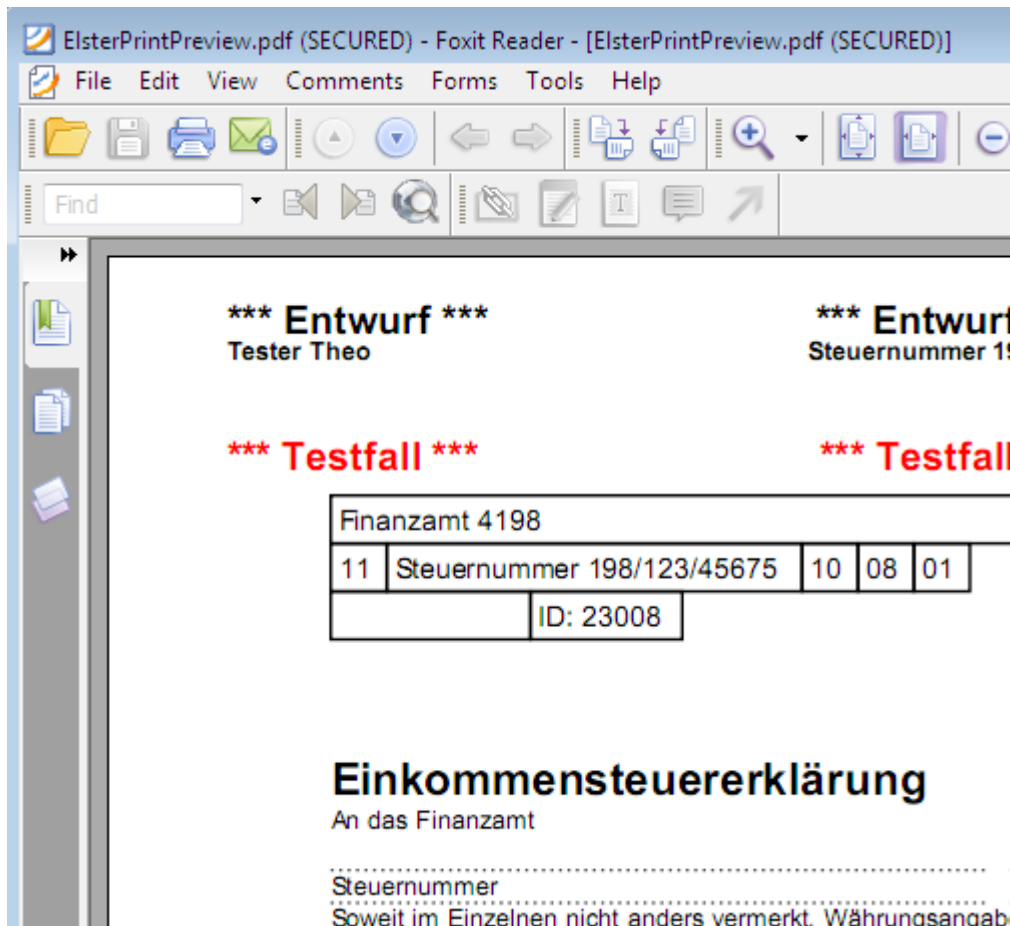 ElsterPrintPreview.pdf (SECURED) - Foxit Reader - [ElsterPrintPreview.pdf (SECURED)]
File Edit View Comments Forms Tools Help
Find
T
*** Entwurf *** *** Entwurf
Tester Theo Steuernummer 19
*** Testfall *** *** Testfall
Finanzamt 4198
11 Steuernummer 198/123/45675 10 08 01
ID: 23008
Einkommensteuererklärung
An das Finanzamt
Steuernummer
Soweit im Einzelnen nicht anders vermerkt, Währungsangab